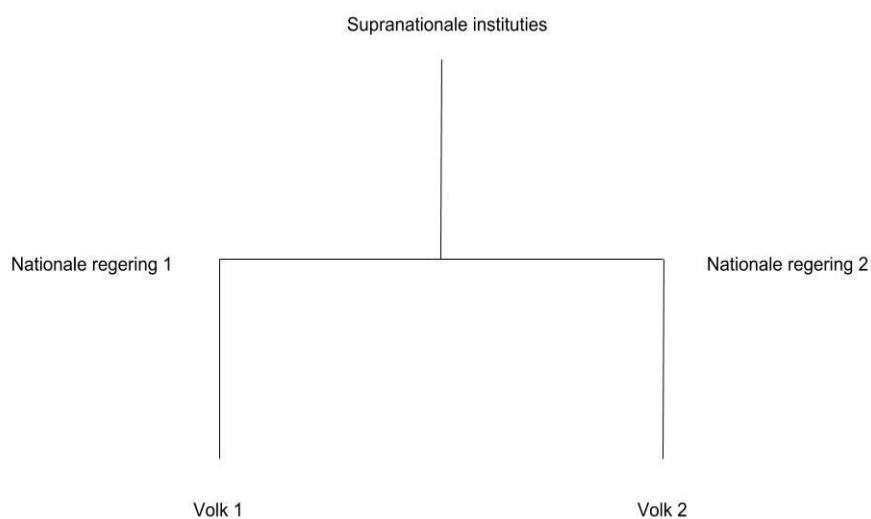 Supranationale instituties
Nationale regering 1
Nationale regering 2
Volk 1
Volk 2